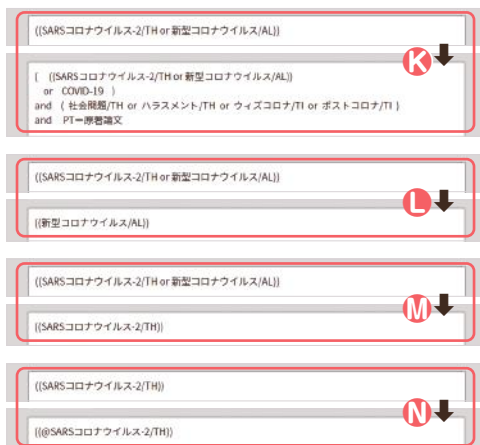 ((SARSコロナウイルス-2/TH or 新型コロナウイルス/AL))
K
[ ((SARSコロナウイルス-2/TH or 新型コロナウイルス/AL))
or COVID-19 )
and ( 社会問題/TH or ハラスメント/TH or ウィズコロナ/TI or ポストコロナ/TI )
and PT=原著論文
((SARSコロナウイルス-2/TH or 新型コロナウイルス/AL))
L
((新型コロナウイルス/AL))
((SARSコロナウイルス-2/TH or 新型コロナウイルス/AL))
M
((SARSコロナウイルス-2/TH))
((SARSコロナウイルス-2/TH))
N
((@SARSコロナウイルス-2/TH))